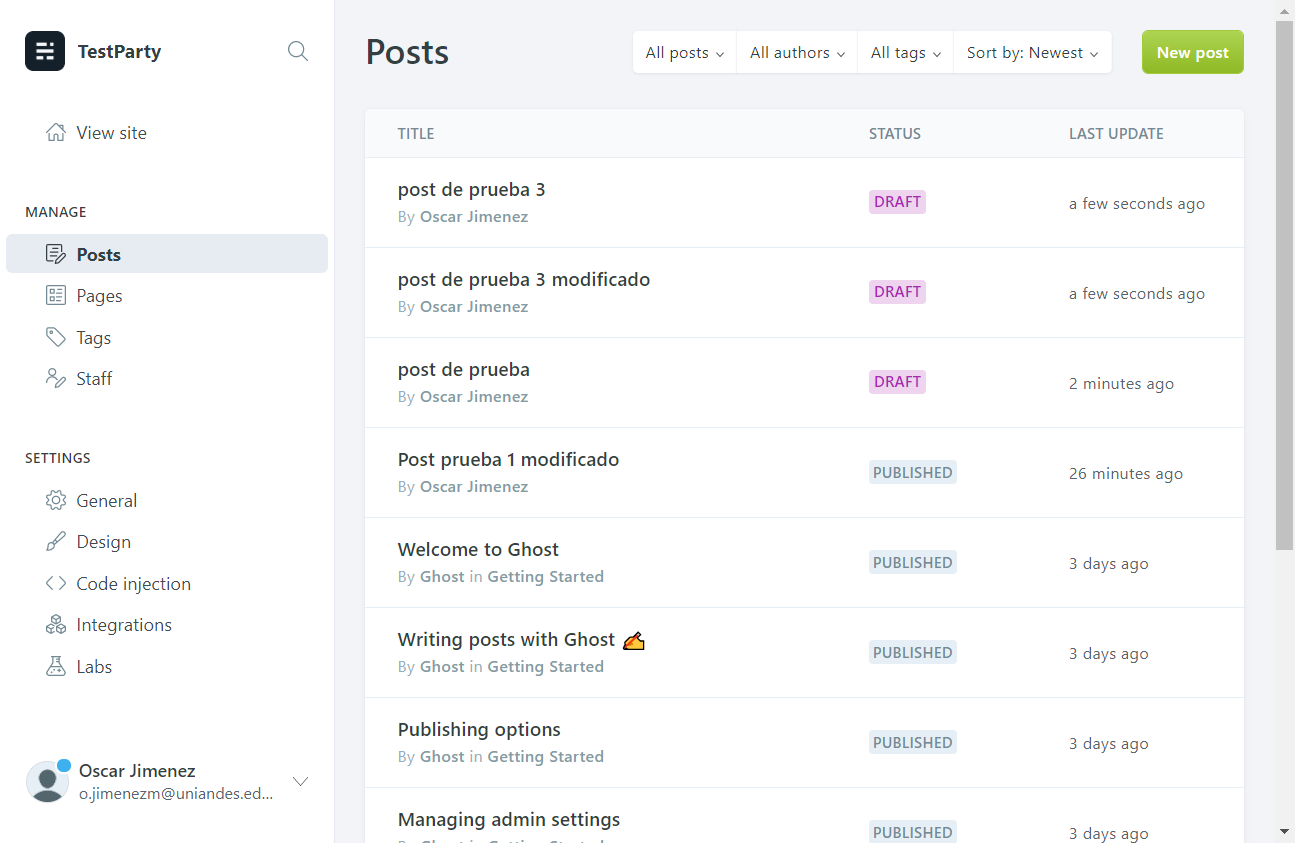 TestParty
View site
MANAGE
Posts
Pages
Tags
Staff
SETTINGS
General
Design
Code injection
Integrations
Labs
Oscar Jimenez
o.jimenezm@uniandes.ed...
Posts
All posts All authors All tags Sort by: Newest New post
TITLE STATUS LAST UPDATE
post de prueba 3
By Oscar Jimenez
DRAFT
a few seconds ago
post de prueba 3 modificado
By Oscar Jimenez
DRAFT
a few seconds ago
post de prueba
By Oscar Jimenez
DRAFT
2 minutes ago
Post prueba 1 modificado
By Oscar Jimenez
PUBLISHED
26 minutes ago
Welcome to Ghost
By Ghost in Getting Started
PUBLISHED
3 days ago
Writing posts with Ghost ✍️
By Ghost in Getting Started
PUBLISHED
3 days ago
Publishing options
By Ghost in Getting Started
PUBLISHED
3 days ago
Managing admin settings
By Ghost in Getting Started
PUBLISHED
3 days ago